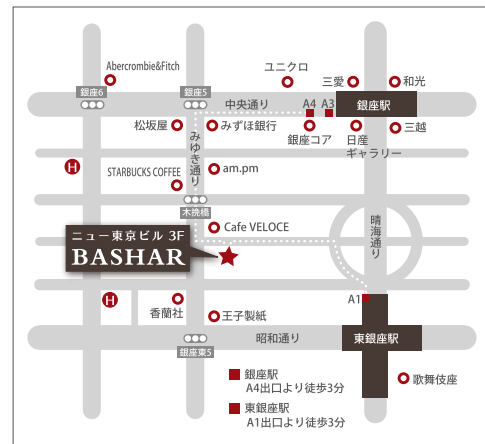 Abercrombie&Fitch
ユニクロ
三愛
和光
銀座6
銀座5
中央通り
A4
A3
銀座駅
松坂屋
みずほ銀行
銀座コア
日産
ギャラリー
三越
みゆき通り
H
STARBUCKS COFFEE
am.pm
木挽橋
Cafe VELOCE
晴海通り
ニュー東京ビル 3F
BASHAR
H
香蘭社
A1
王子製紙
昭和通り
東銀座駅
銀座東5
銀座駅
A4出口より徒歩3分
歌舞伎座
東銀座駅
A1出口より徒歩3分